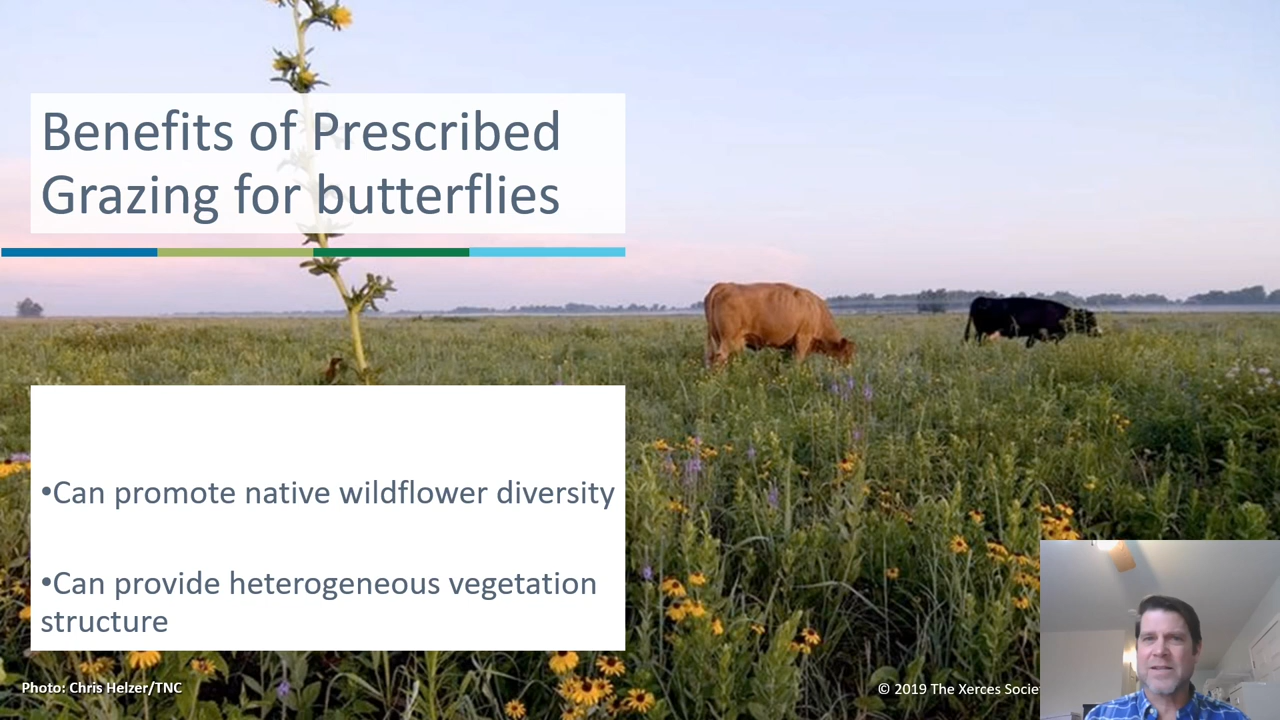 Benefits of Prescribed
Grazing for butterflies
•Can promote native wildflower diversity
•Can provide heterogeneous vegetation
structure
Photo: Chris Helzer/TNC
© 2019 The Xerces